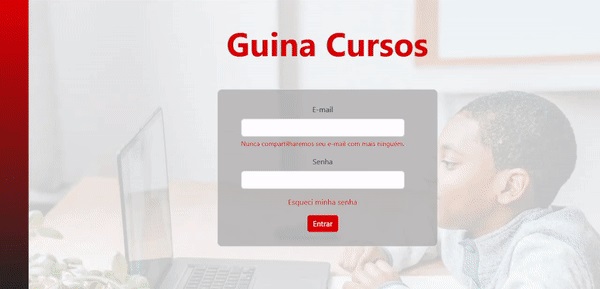 Guina Cursos
E-mail
Nunca compartilharemos seu e-mail com mais ninguém.
Senha
Esqueci minha senha
Entrar